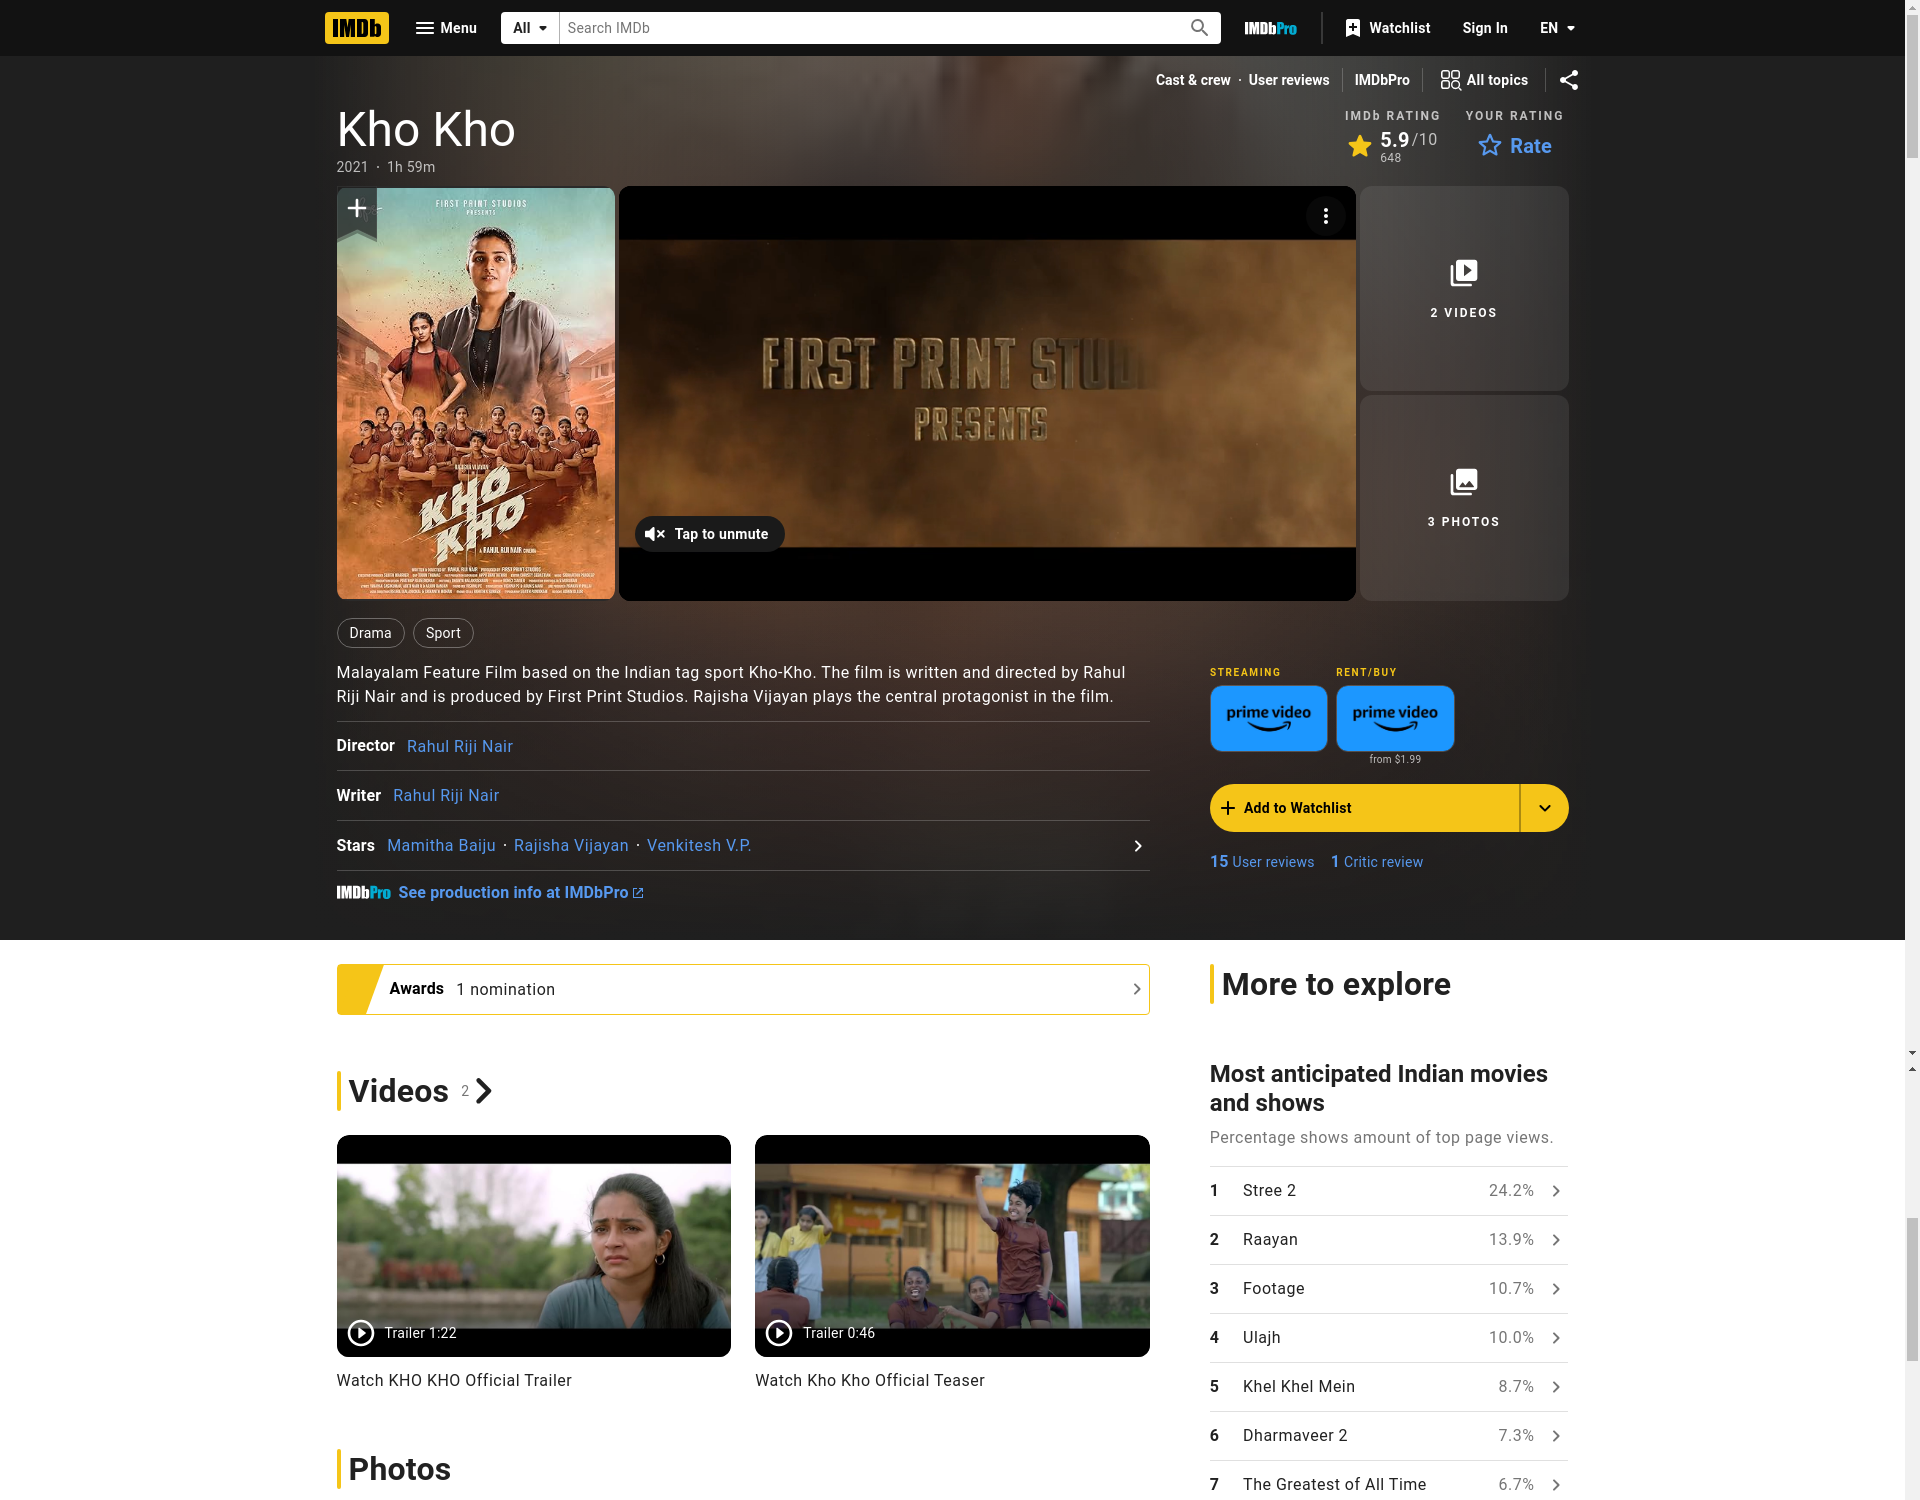 IMDb
Menu
All
Search IMDb
IMDbPro
Watchlist
Sign In
EN
Cast & crew · User reviews
IMDbPro
All topics
Kho Kho
2021 · 1h 59m
IMDb RATING
5.9/10
648
YOUR RATING
Rate
FIRST PRINT STUDIOS
PRESENTS
KHO
KHO
A RAHUL RIJI NAIR CINEMA
FIRST PRINT STUD
PRESENTS
Tap to unmute
2 VIDEOS
3 PHOTOS
Drama
Sport
Malayalam Feature Film based on the Indian tag sport Kho-Kho. The film is written and directed by Rahul
Riji Nair and is produced by First Print Studios. Rajisha Vijayan plays the central protagonist in the film.
Director Rahul Riji Nair
Writer Rahul Riji Nair
Stars Mamitha Baiju · Rajisha Vijayan · Venkitesh V.P.
IMDbPro See production info at IMDbPro
STREAMING
prime video
RENT/BUY
prime video
from $1.99
Add to Watchlist
15 User reviews 1 Critic review
Awards 1 nomination
Videos 2
Trailer 1:22
Watch KHO KHO Official Trailer
Trailer 0:46
Watch Kho Kho Official Teaser
Photos
More to explore
Most anticipated Indian movies
and shows
Percentage shows amount of top page views.
1 Stree 2 24.2%
2 Raayan 13.9%
3 Footage 10.7%
4 Ulajh 10.0%
5 Khel Khel Mein 8.7%
6 Dharmaveer 2 7.3%
7 The Greatest of All Time 6.7%